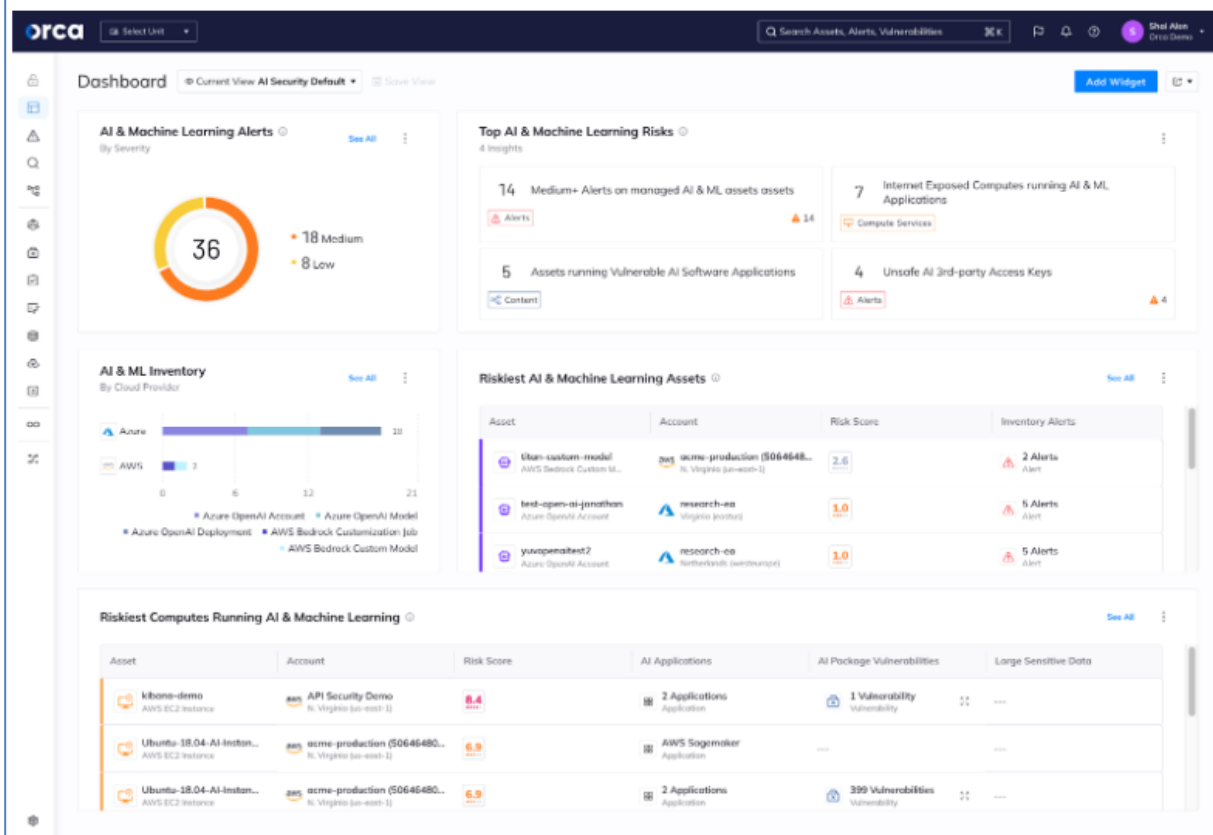 orca
Select Unit
Search Assets, Alerts, Vulnerabilities
⌘K
S
Shai Alon
Orca Demo
Dashboard
Current View AI Security Default
Save View
Add Widget
AI & Machine Learning Alerts
See All
By Severity
36
18 Medium
8 Low
Top AI & Machine Learning Risks
4 Insights
14 Medium+ Alerts on managed AI & ML assets assets
Alerts
14
7 Internet Exposed Computes running AI & ML
Applications
Compute Services
5 Assets running Vulnerable AI Software Applications
Content
4 Unsafe AI 3rd-party Access Keys
Alerts
4
AI & ML Inventory
See All
By Cloud Provider
Azure
AWS
2
0 6 12 21
Azure OpenAI Account Azure OpenAI Model
Azure OpenAI Deployment AWS Bedrock Customization Job
AWS Bedrock Custom Model
Riskiest AI & Machine Learning Assets
See All
Asset Account Risk Score Inventory Alerts
titan-custom-model aws acme-production (5064648... 2.6 2 Alerts
AWS Bedrock Custom M... N. Virginia (us-east-1) Alert
test-open-ai-jonathan research-ea 1.0 5 Alerts
Azure OpenAI Account Virginia (eastus) Alert
yuvopenaitest2 research-ea 1.0 5 Alerts
Azure OpenAI Account Netherlands (westeurope) Alert
Riskiest Computes Running AI & Machine Learning
See All
Asset Account Risk Score AI Applications AI Package Vulnerabilities Large Sensitive Data
kibana-demo aws API Security Demo 8.4 2 Applications 1 Vulnerability ---
AWS EC2 Instance N. Virginia (us-east-1) Application Vulnerability
Ubuntu-18.04-AI-Instan... aws acme-production (50646480... 6.9 AWS Sagemaker --- ---
AWS EC2 Instance N. Virginia (us-east-1) Application
Ubuntu-18.04-AI-Instan... aws acme-production (50646480... 6.9 2 Applications 399 Vulnerabilities ---
AWS EC2 Instance N. Virginia (us-east-1) Application Vulnerability